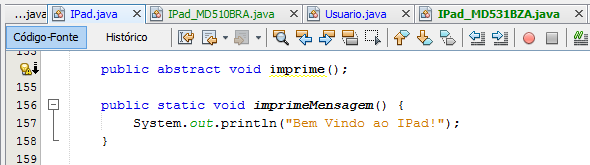 ...java IPad.java IPad_MD510BRA.java Usuario.java IPad_MD531BZA.java
Código-Fonte Histórico
153
public abstract void imprime();
155
156 public static void imprimeMensagem() {
157 System.out.println("Bem Vindo ao IPad!");
158 }
159